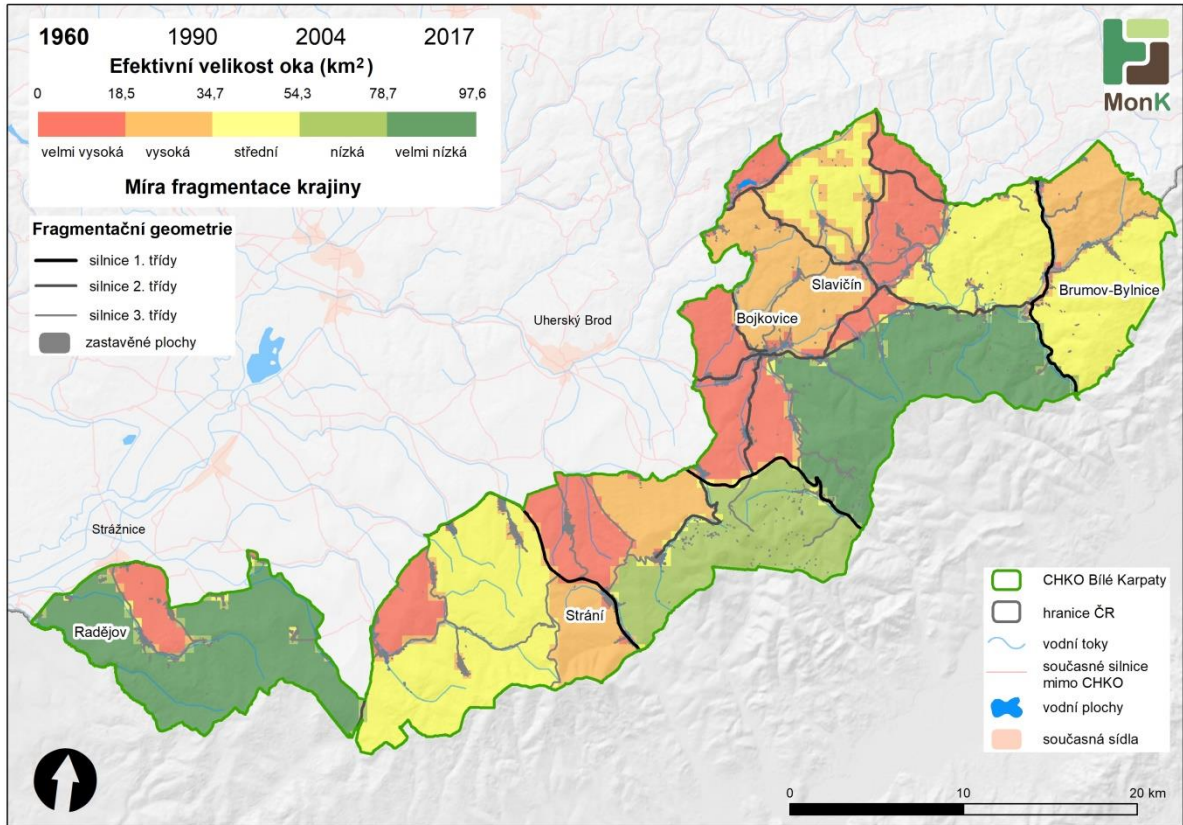 1960 1990 2004 2017
Efektivní velikost oka (km²)
0 18,5 34,7 54,3 78,7 97,6
velmi vysoká vysoká střední nízká velmi nízká
Míra fragmentace krajiny
Fragmentační geometrie
silnice 1. třídy
silnice 2. třídy
silnice 3. třídy
zastavěné plochy
MonK
Slavičín
Brumov-Bylnice
Bojkovice
Uherský Brod
Strážnice
Strání
Radějov
CHKO Bílé Karpaty
hranice ČR
vodní toky
současné silnice
mimo CHKO
vodní plochy
současná sídla
0 10 20 km